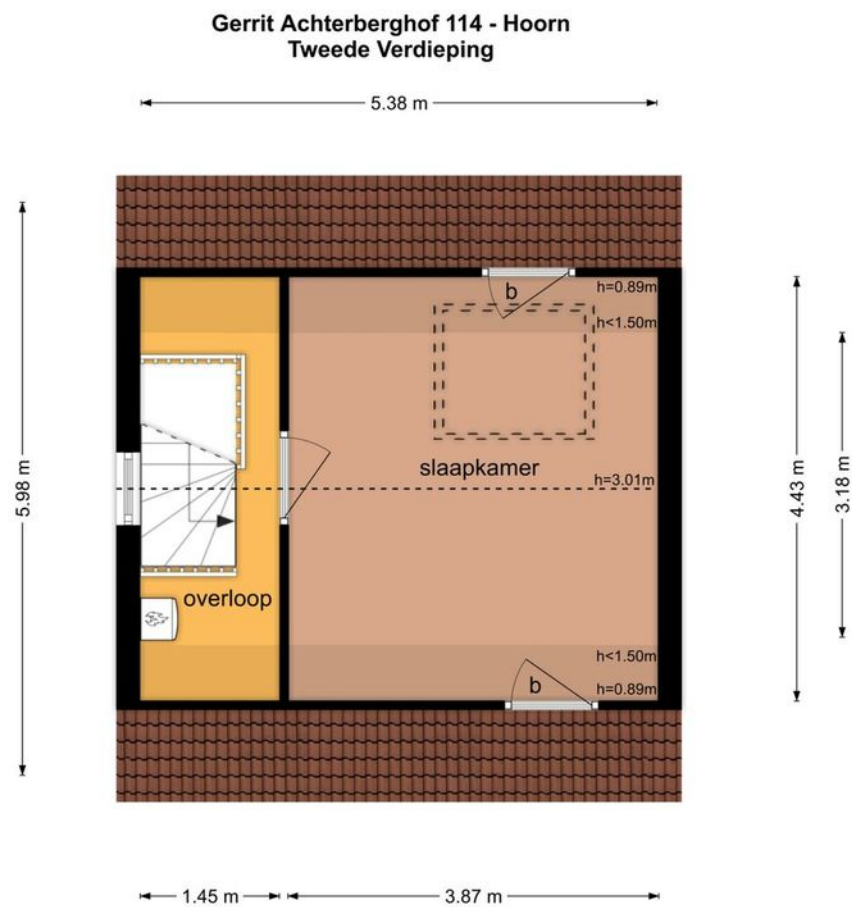 Gerrit Achterberghof 114 - Hoorn
Tweede Verdieping
5.38 m
b
h=0.89m
h<1.50m
slaapkamer
h=3.01m
5.98 m
4.43 m
3.18 m
overloop
h<1.50m
b
h=0.89m
1.45 m
3.87 m